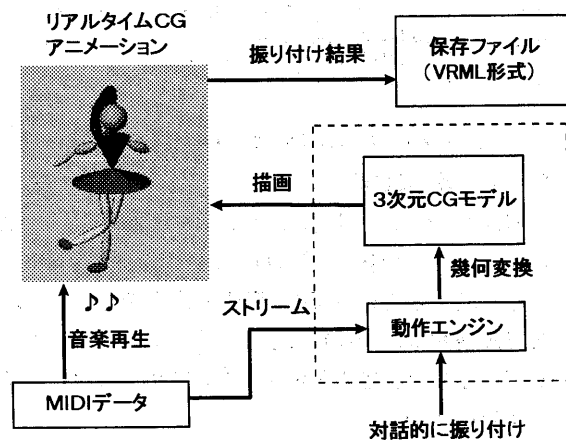 リアルタイムCG
アニメーション
振り付け結果
保存ファイル
(VRML形式)
描画
3次元CGモデル
幾何変換
♪♪
音楽再生
ストリーム
動作エンジン
MIDIデータ
対話的に振り付け